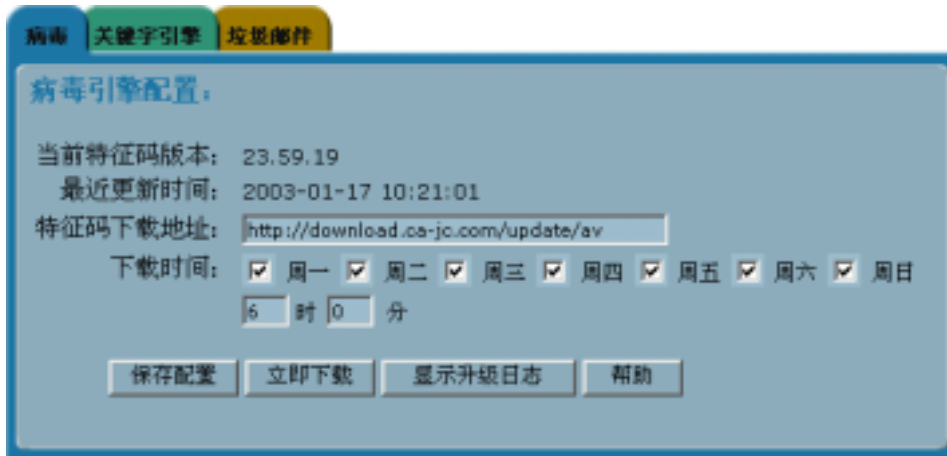 病毒 关键字引擎 垃圾邮件
病毒引擎配置:
当前特征码版本: 23.59.19
最近更新时间: 2003-01-17 10:21:01
特征码下载地址: http://download.ca-jc.com/update/av
下载时间: 周一 周二 周三 周四 周五 周六 周日
6 时 0 分
保存配置 立即下载 显示升级日志 帮助